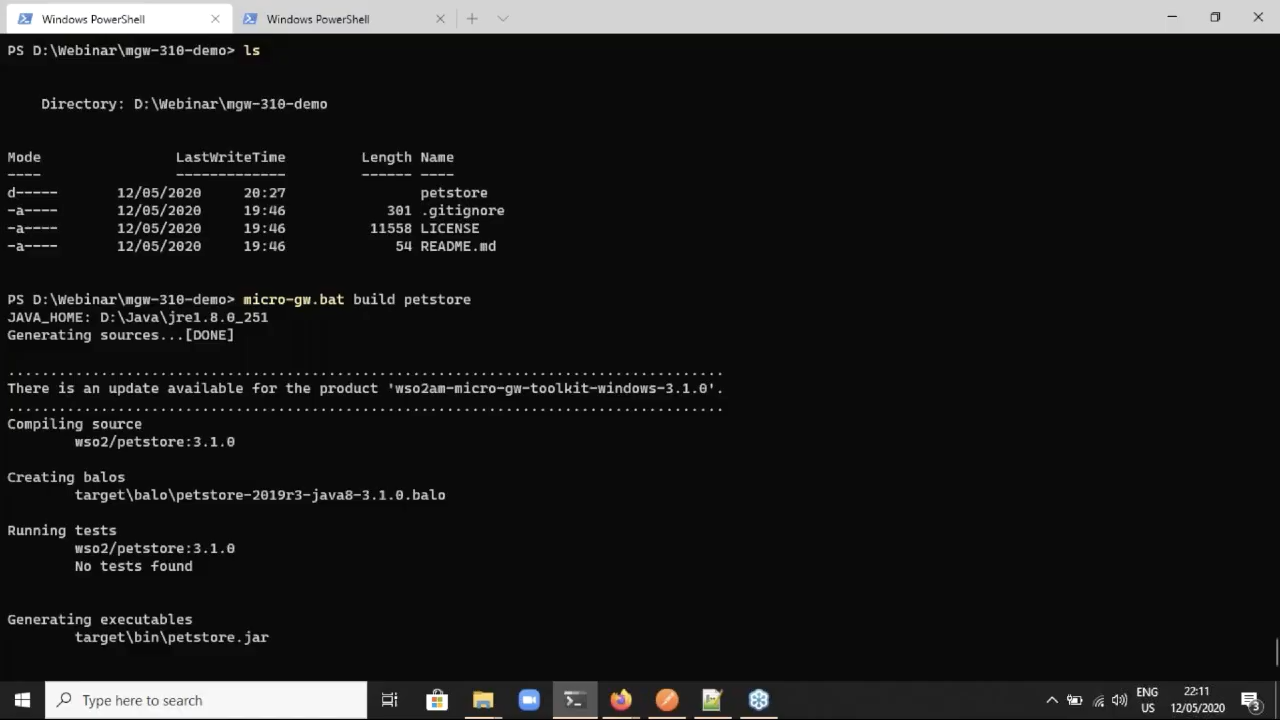 Windows PowerShell
Windows PowerShell
PS D:\Webinar\mgw-310-demo> ls
Directory: D:\Webinar\mgw-310-demo
Mode LastWriteTime Length Name
---- ------------- ------ ----
d----- 12/05/2020 20:27 petstore
-a---- 12/05/2020 19:46 301 .gitignore
-a---- 12/05/2020 19:46 11558 LICENSE
-a---- 12/05/2020 19:46 54 README.md
PS D:\Webinar\mgw-310-demo> micro-gw.bat build petstore
JAVA_HOME: D:\Java\jre1.8.0_251
Generating sources...[DONE]
.....................................................................................
There is an update available for the product 'wso2am-micro-gw-toolkit-windows-3.1.0'.
.....................................................................................
Compiling source
wso2/petstore:3.1.0
Creating balos
target\balo\petstore-2019r3-java8-3.1.0.balo
Running tests
wso2/petstore:3.1.0
No tests found
Generating executables
target\bin\petstore.jar
Type here to search
ENG
US
22:11
12/05/2020
3